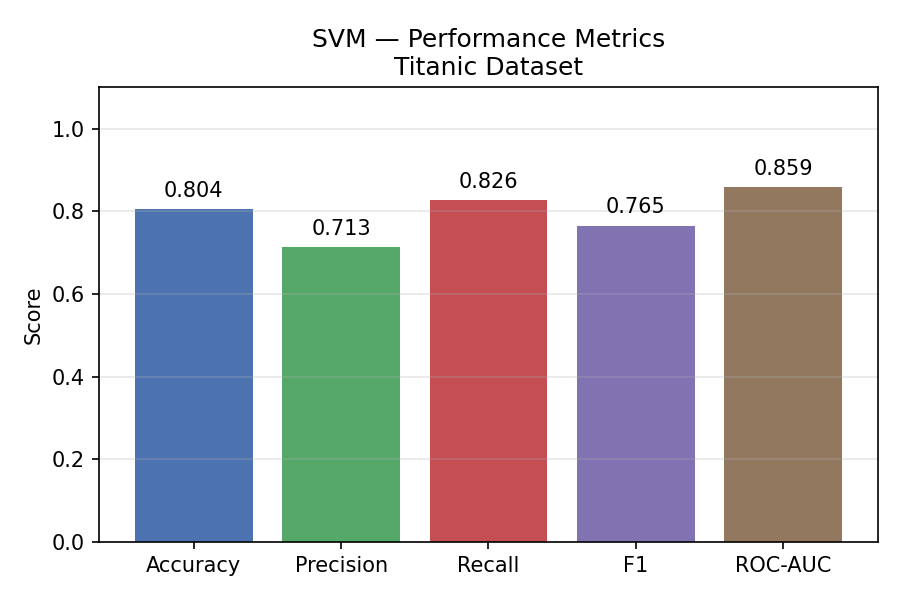 SVM — Performance Metrics
Titanic Dataset
Score
1.0
0.8
0.6
0.4
0.2
0.0
0.804
0.713
0.826
0.765
0.859
Accuracy
Precision
Recall
F1
ROC-AUC